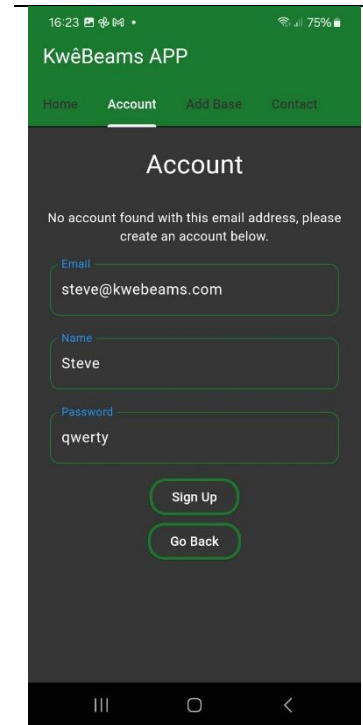 16:23 75%
KwêBeams APP
Home Account Add Base Contact
Account
No account found with this email address, please
create an account below.
Email
steve@kwebeams.com
Name
Steve
Password
qwerty
Sign Up
Go Back